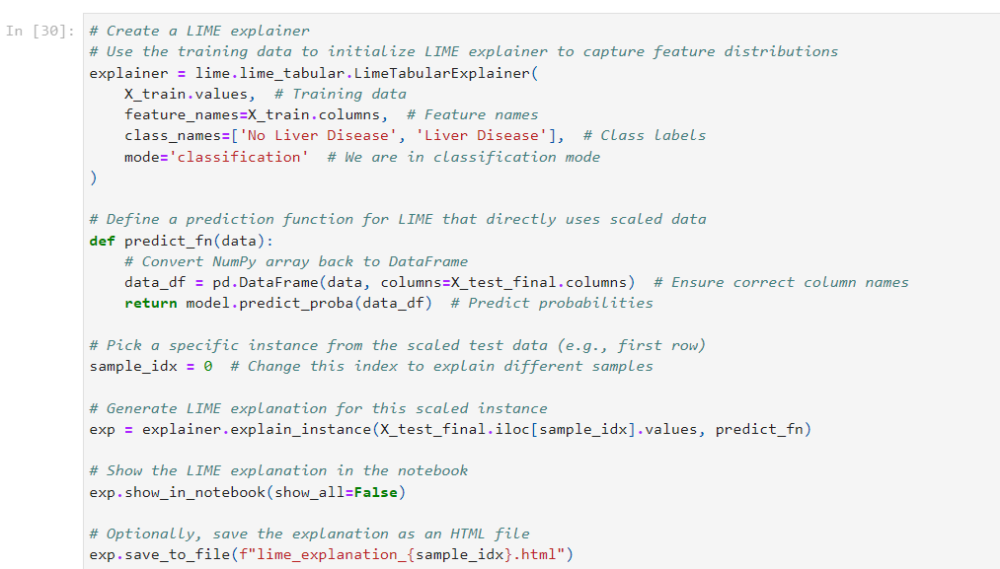 In [30]: # Create a LIME explainer
# Use the training data to initialize LIME explainer to capture feature distributions
explainer = lime.lime_tabular.LimeTabularExplainer(
    X_train.values,  # Training data
    feature_names=X_train.columns,  # Feature names
    class_names=['No Liver Disease', 'Liver Disease'],  # Class labels
    mode='classification'  # We are in classification mode
)

# Define a prediction function for LIME that directly uses scaled data
def predict_fn(data):
    # Convert NumPy array back to DataFrame
    data_df = pd.DataFrame(data, columns=X_test_final.columns)  # Ensure correct column names
    return model.predict_proba(data_df)  # Predict probabilities

# Pick a specific instance from the scaled test data (e.g., first row)
sample_idx = 0  # Change this index to explain different samples

# Generate LIME explanation for this scaled instance
exp = explainer.explain_instance(X_test_final.iloc[sample_idx].values, predict_fn)

# Show the LIME explanation in the notebook
exp.show_in_notebook(show_all=False)

# Optionally, save the explanation as an HTML file
exp.save_to_file(f"lime_explanation_{sample_idx}.html")